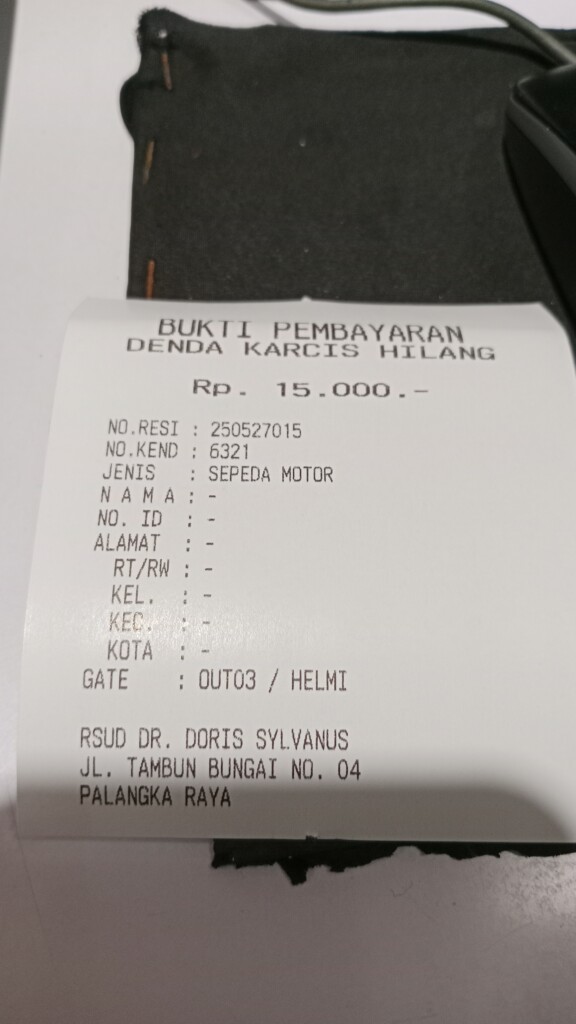 BUKTI PEMBAYARAN
DENDA KARCIS HILANG
Rp. 15.000.-
NO.RESI : 250527015
NO.KEND : 6321
JENIS : SEPEDA MOTOR
N A M A : -
NO. ID : -
ALAMAT : -
RT/RW : -
KEL. : -
KEC. : -
KOTA : -
GATE : OUT03 / HELMI
RSUD DR. DORIS SYLVANUS
JL. TAMBUN BUNGAI NO. 04
PALANGKA RAYA